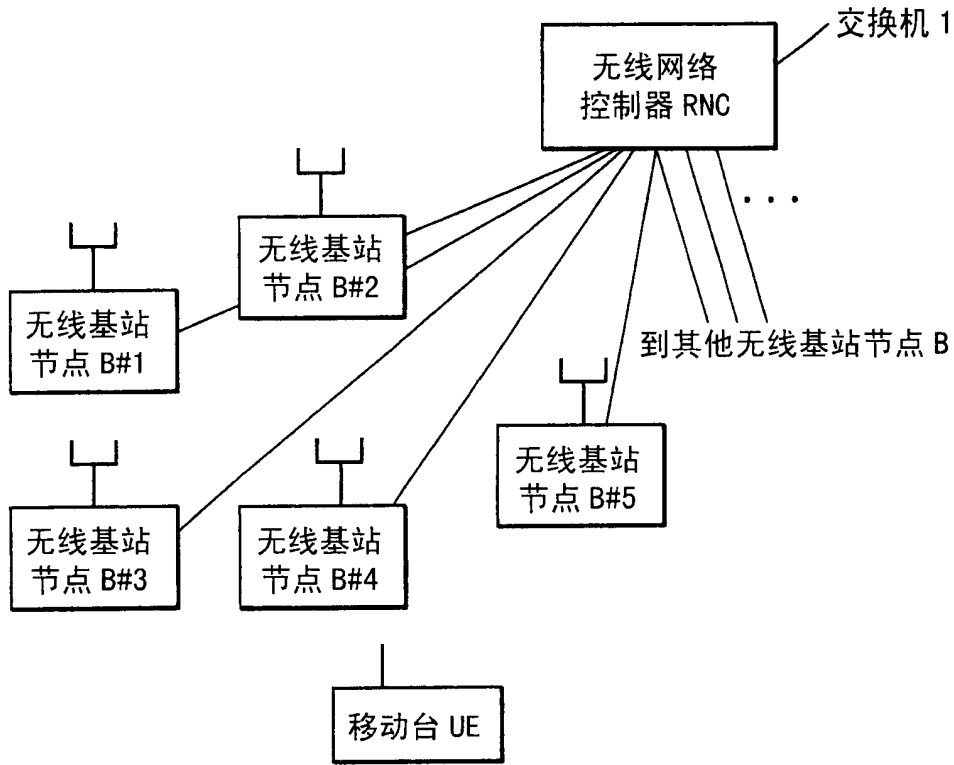 交换机 1
无线网络
控制器 RNC
无线基站
节点 B#2
无线基站
节点 B#1
到其他无线基站节点 B
无线基站
节点 B#5
无线基站
节点 B#3
无线基站
节点 B#4
移动台 UE